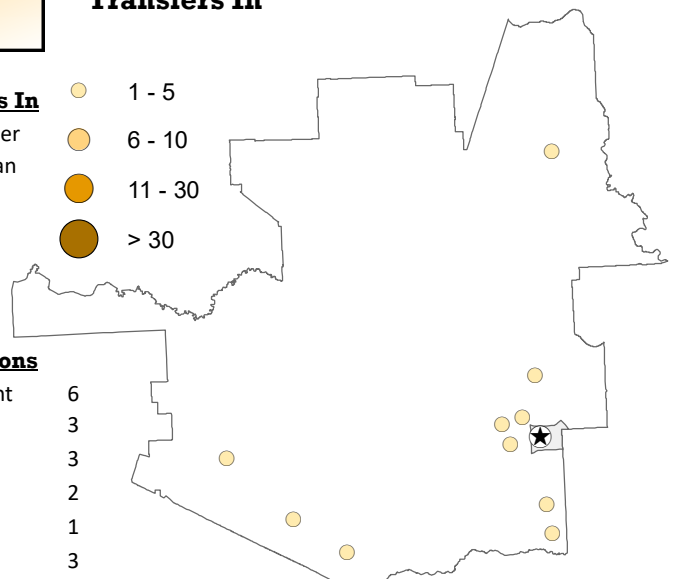 Transfers In
s In
er
an
1 - 5
6 - 10
11 - 30
> 30
ons
nt 6
3
3
2
1
3